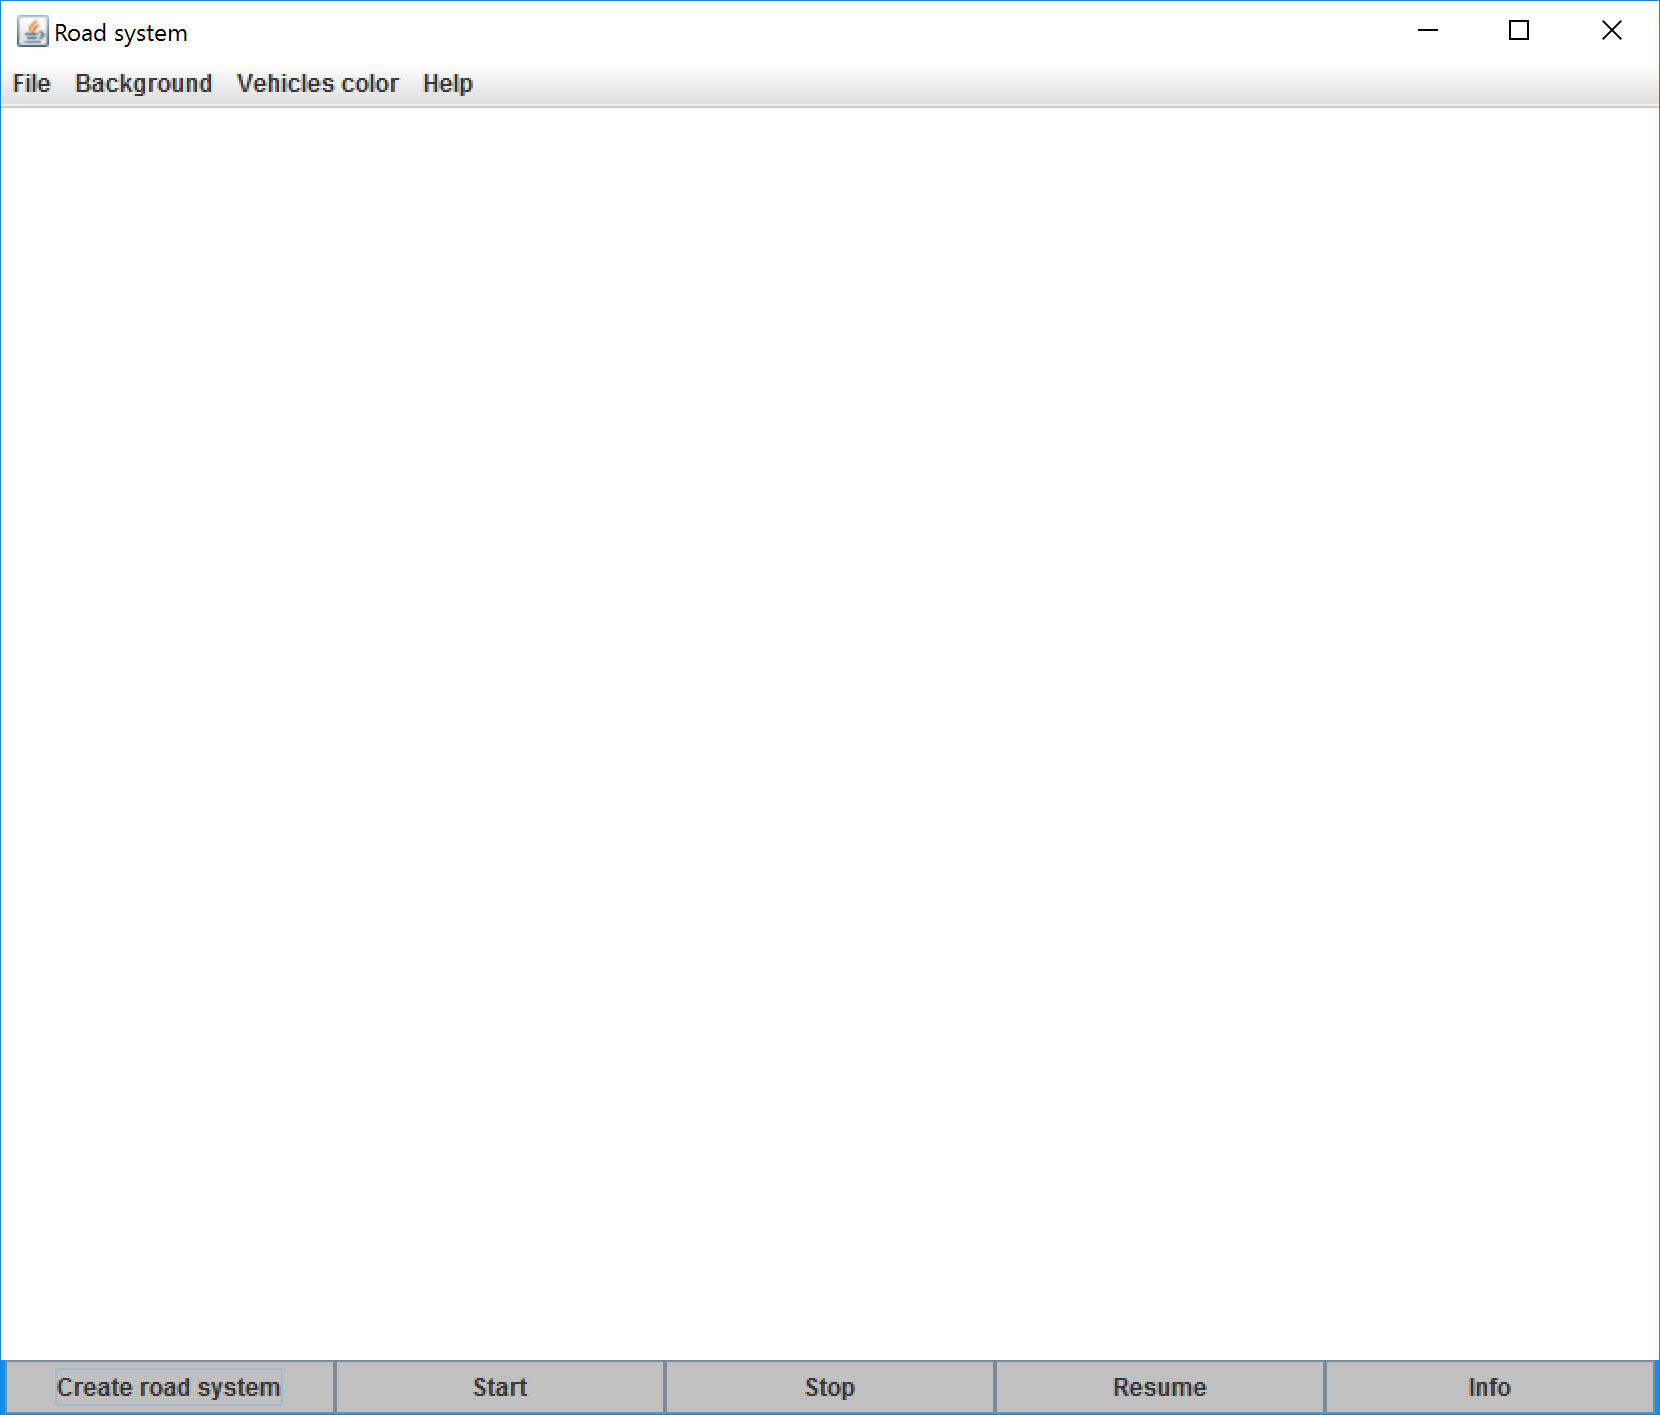 Road system
File Background Vehicles color Help
Create road system Start Stop Resume Info